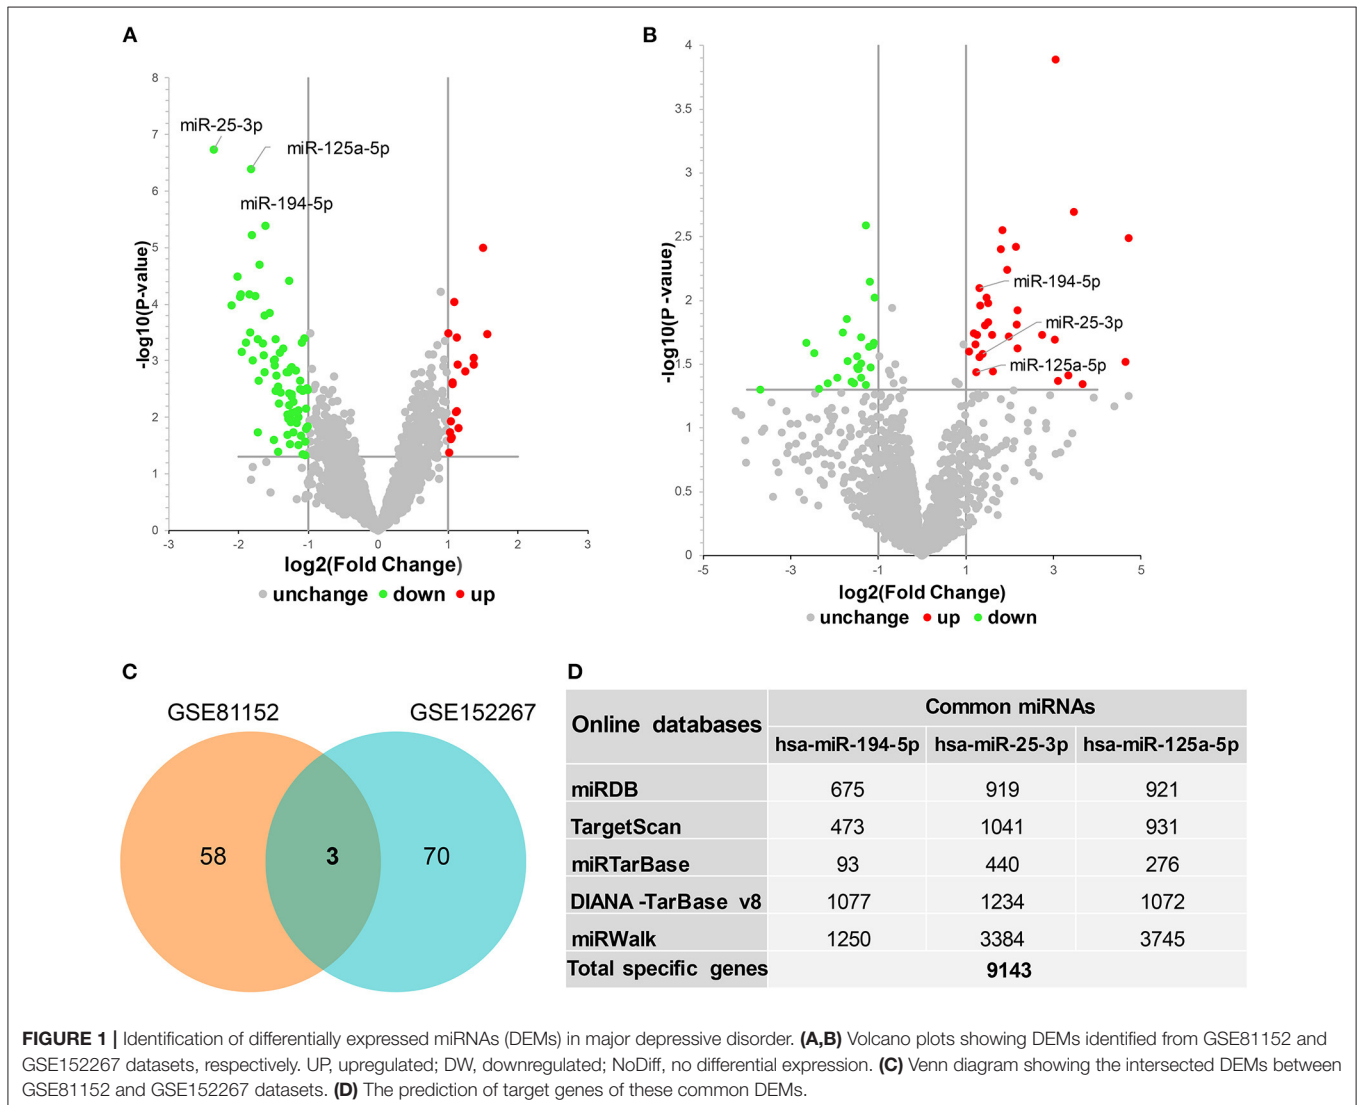 A
B
8
7
6
5
4
3
2
1
0
-log10(P-value)
miR-25-3p
miR-125a-5p
miR-194-5p
-3
-2
-1
0
1
2
3
log2(Fold Change)
unchange down up
4
3.5
3
2.5
2
1.5
1
0.5
0
-log10(P -value)
miR-194-5p
miR-25-3p
miR-125a-5p
-5
-3
-1
1
3
5
log2(Fold Change)
unchange up down
C
GSE81152
GSE152267
58
3
70
D
Online databases
Common miRNAs
hsa-miR-194-5p hsa-miR-25-3p hsa-miR-125a-5p
miRDB 675 919 921
TargetScan 473 1041 931
miRTarBase 93 440 276
DIANA -TarBase v8 1077 1234 1072
miRWalk 1250 3384 3745
Total specific genes 9143
FIGURE 1 | Identification of differentially expressed miRNAs (DEMs) in major depressive disorder. (A,B) Volcano plots showing DEMs identified from GSE81152 and
GSE152267 datasets, respectively. UP, upregulated; DW, downregulated; NoDiff, no differential expression. (C) Venn diagram showing the intersected DEMs between
GSE81152 and GSE152267 datasets. (D) The prediction of target genes of these common DEMs.